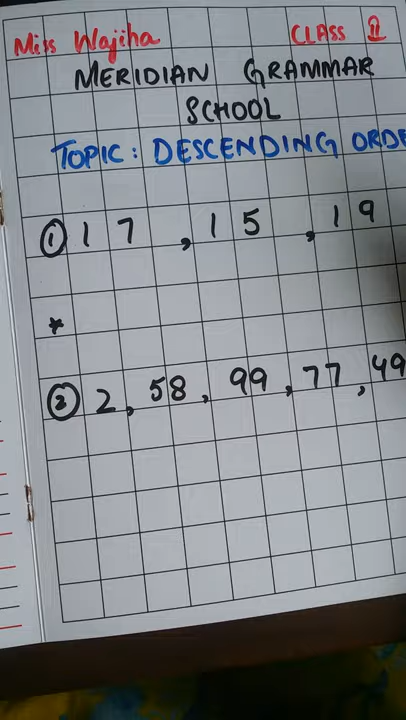 Miss Wajiha CLASS 2
MERIDIAN GRAMMAR
SCHOOL
TOPIC: DESCENDING ORDE
① 17, 15, 19
*
② 2, 58, 99, 77, 49